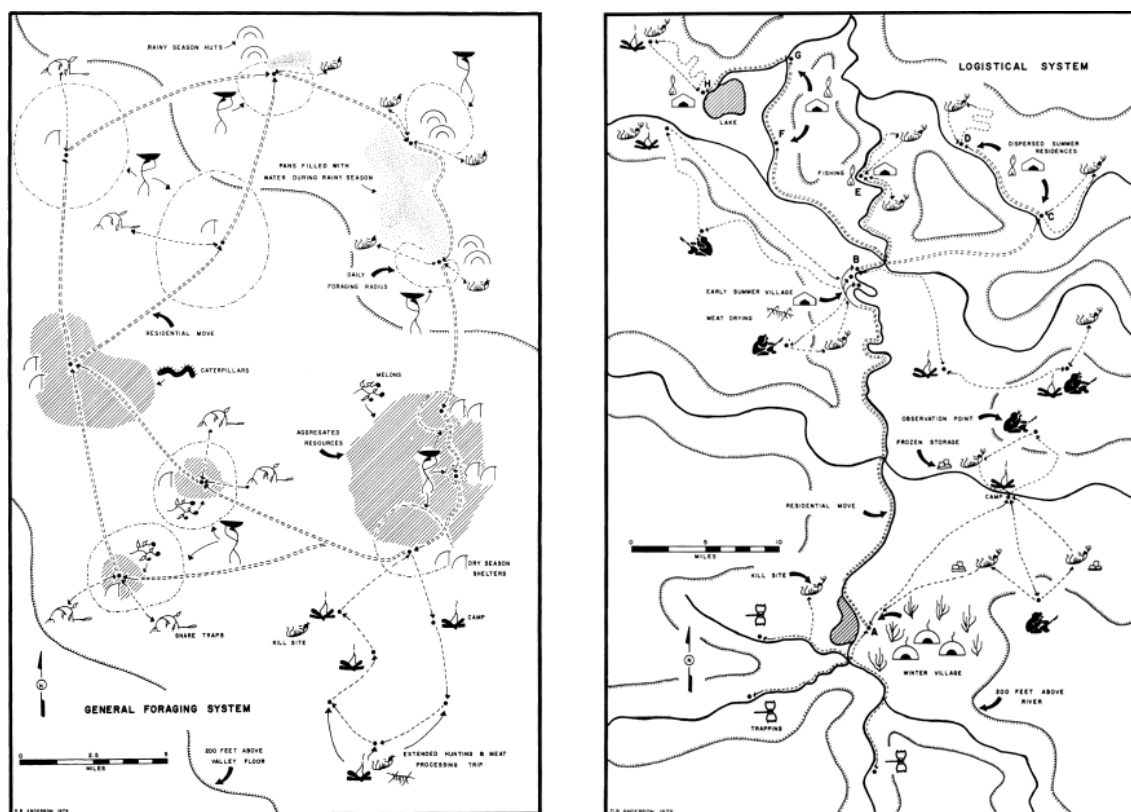 RAINY SEASON HUTS
PANS FILLED WITH
WATER DURING RAINY SEASON
DAILY
FORAGING RADIUS
RESIDENTIAL MOVE
CATERPILLARS
MELONS
AGGREGATED
RESOURCES
DRY SEASON
SHELTERS
SNARE TRAPS
KILL SITE
CAMP
N
GENERAL FORAGING SYSTEM
0 2.5 5
MILES
200 FEET ABOVE
VALLEY FLOOR
EXTENDED HUNTING & MEAT
PROCESSING TRIP
D.G. ANDERSON 1979
LOGISTICAL SYSTEM
G
H
LAKE
F
D
DISPERSED SUMMER
RESIDENCES
FISHING
E
C
B
EARLY SUMMER VILLAGE
MEAT DRYING
OBSERVATION POINT
FROZEN STORAGE
CAMP
RESIDENTIAL MOVE
0 5 10
MILES
KILL SITE
A
N
WINTER VILLAGE
200 FEET ABOVE
RIVER
TRAPPING
D.G. ANDERSON 1979